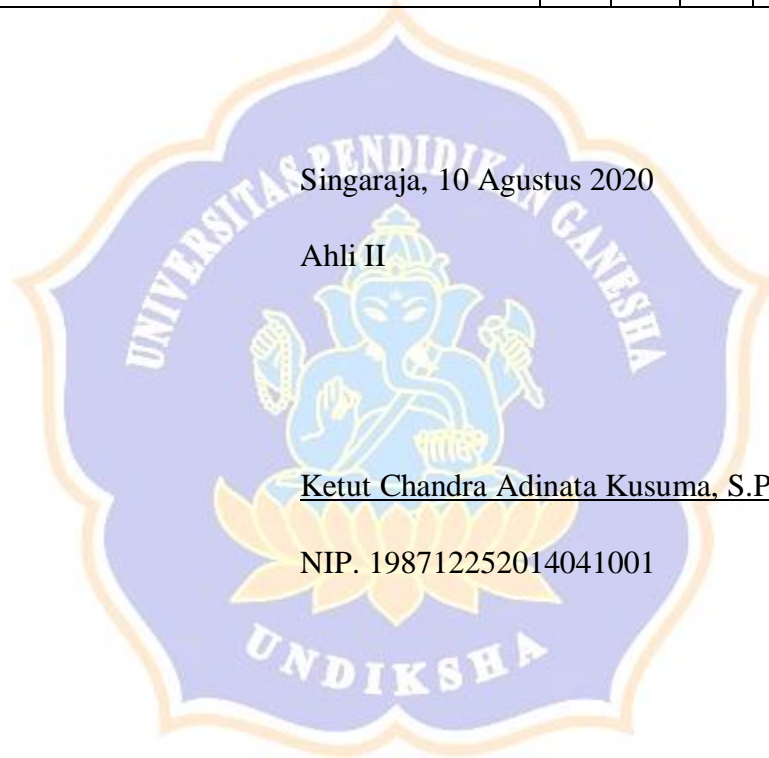 UNIVERSITAS PENDIDIKAN GANESHA
Singaraja, 10 Agustus 2020
Ahli II
Ketut Chandra Adinata Kusuma, S.P
NIP. 198712252014041001
UNDIKSHA